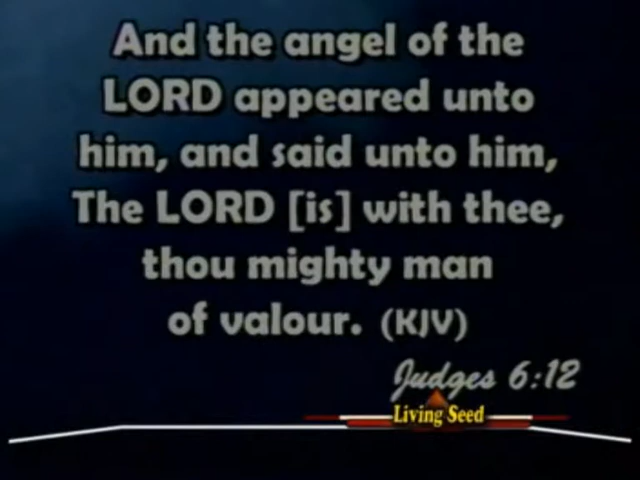 And the angel of the
LORD appeared unto
him, and said unto him,
The LORD [is] with thee,
thou mighty man
of valour. (KJV)
Judges 6:12
Living Seed